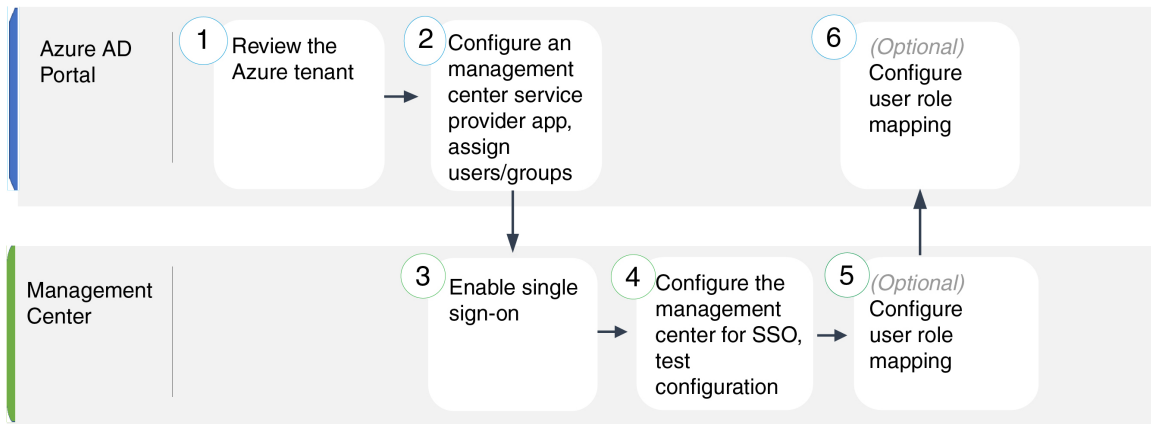 Azure AD
Portal
1
Review the
Azure tenant
2
Configure an
management
center service
provider app,
assign
users/groups
6
(Optional)
Configure
user role
mapping
Management
Center
3
Enable single
sign-on
4
Configure the
management
center for SSO,
test
configuration
5
(Optional)
Configure
user role
mapping